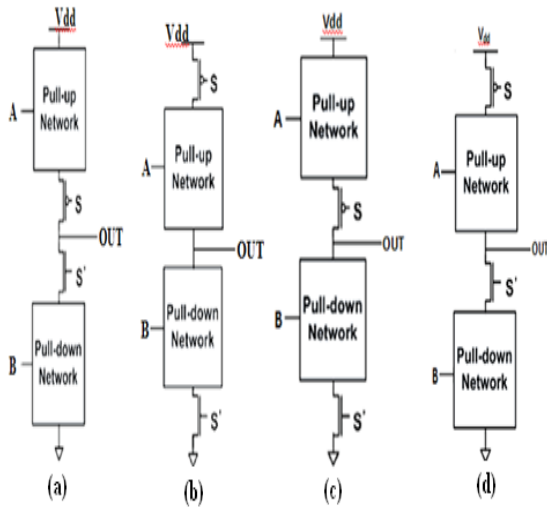 Vdd
A
Pull-up
Network
S
OUT
S'
B
Pull-down
Network
(a)
Vdd
S
A
Pull-up
Network
OUT
B
Pull-down
Network
S'
(b)
Vdd
A
Pull-up
Network
S
OUT
B
Pull-down
Network
S'
(c)
Vdd
S
A
Pull-up
Network
OUT
S'
B
Pull-down
Network
(d)